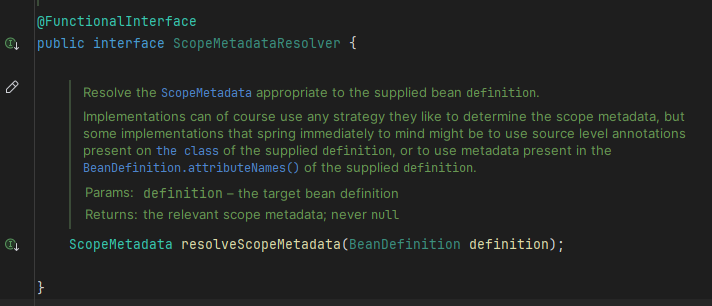 @FunctionalInterface
public interface ScopeMetadataResolver {
Resolve the ScopeMetadata appropriate to the supplied bean definition.
Implementations can of course use any strategy they like to determine the scope metadata, but
some implementations that spring immediately to mind might be to use source level annotations
present on the class of the supplied definition, or to use metadata present in the
BeanDefinition.attributeNames() of the supplied definition.
Params: definition – the target bean definition
Returns: the relevant scope metadata; never null
ScopeMetadata resolveScopeMetadata(BeanDefinition definition);
}